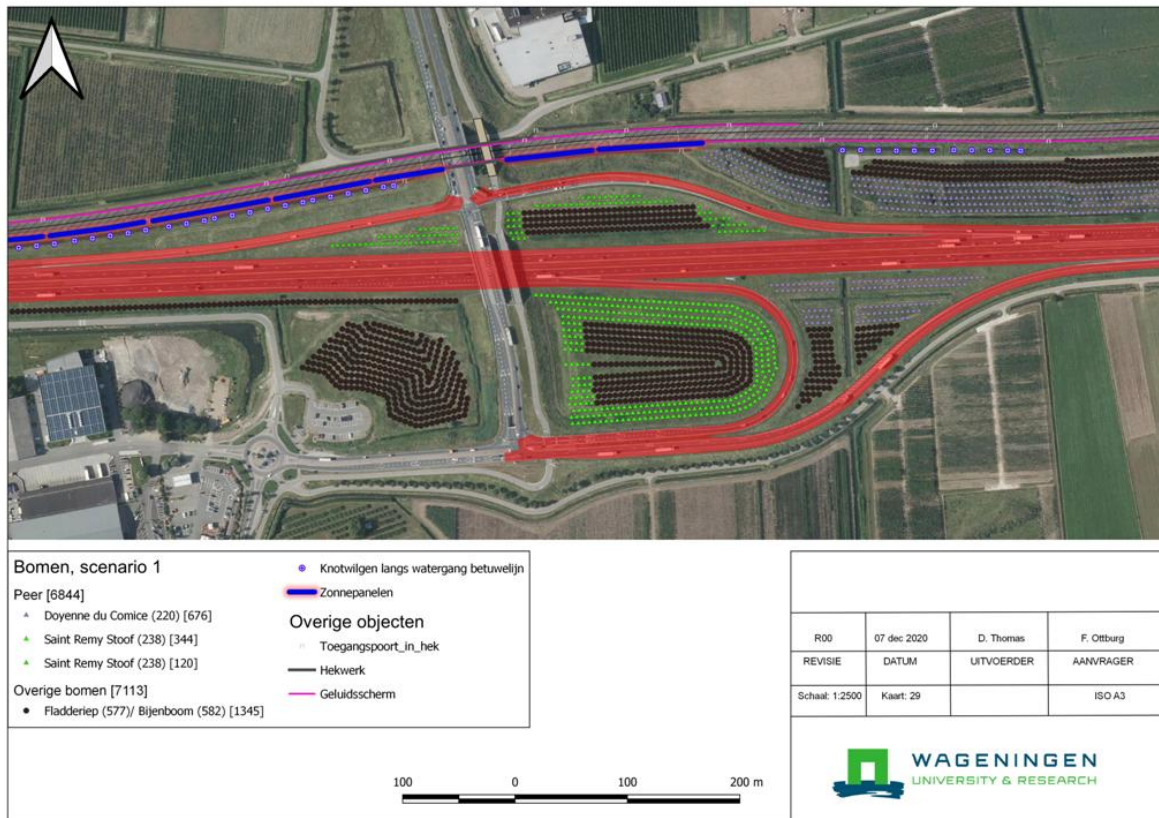 Bomen, scenario 1
Peer [6844]
Doyenne du Comice (220) [676]
Saint Remy Stoof (238) [344]
Saint Remy Stoof (238) [120]
Overige bomen [7113]
Fladderiep (577)/ Bijenboom (582) [1345]
Knotwilgen langs watergang betuwelijn
Zonnepanelen
Overige objecten
Toegangspoort_in_hek
Hekwerk
Geluidsscherm
100 0 100 200 m
R00 07 dec 2020 D. Thomas F. Ottburg
REVISIE DATUM UITVOERDER AANVRAGER
Schaal: 1:2500 Kaart: 29 ISO A3
WAGENINGEN
UNIVERSITY & RESEARCH